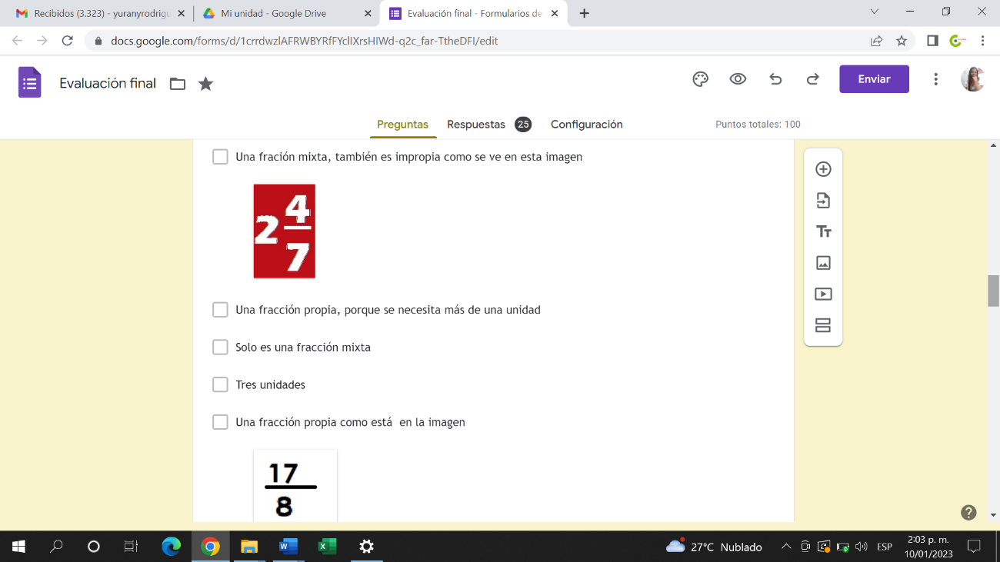 Recibidos (3.323) - yuranyrodrigu
Mi unidad - Google Drive
Evaluación final - Formularios de
docs.google.com/forms/d/1crrdwzlAFRWBYRfFYclIXrsHIWd-q2c_far-TtheDFI/edit
Evaluación final
Enviar
Preguntas
Respuestas 25
Configuración
Puntos totales: 100
Una fración mixta, también es impropia como se ve en esta imagen
2 4/7
Una fracción propia, porque se necesita más de una unidad
Solo es una fracción mixta
Tres unidades
Una fracción propia como está en la imagen
17
8
27°C Nublado
ESP
2:03 p. m.
10/01/2023